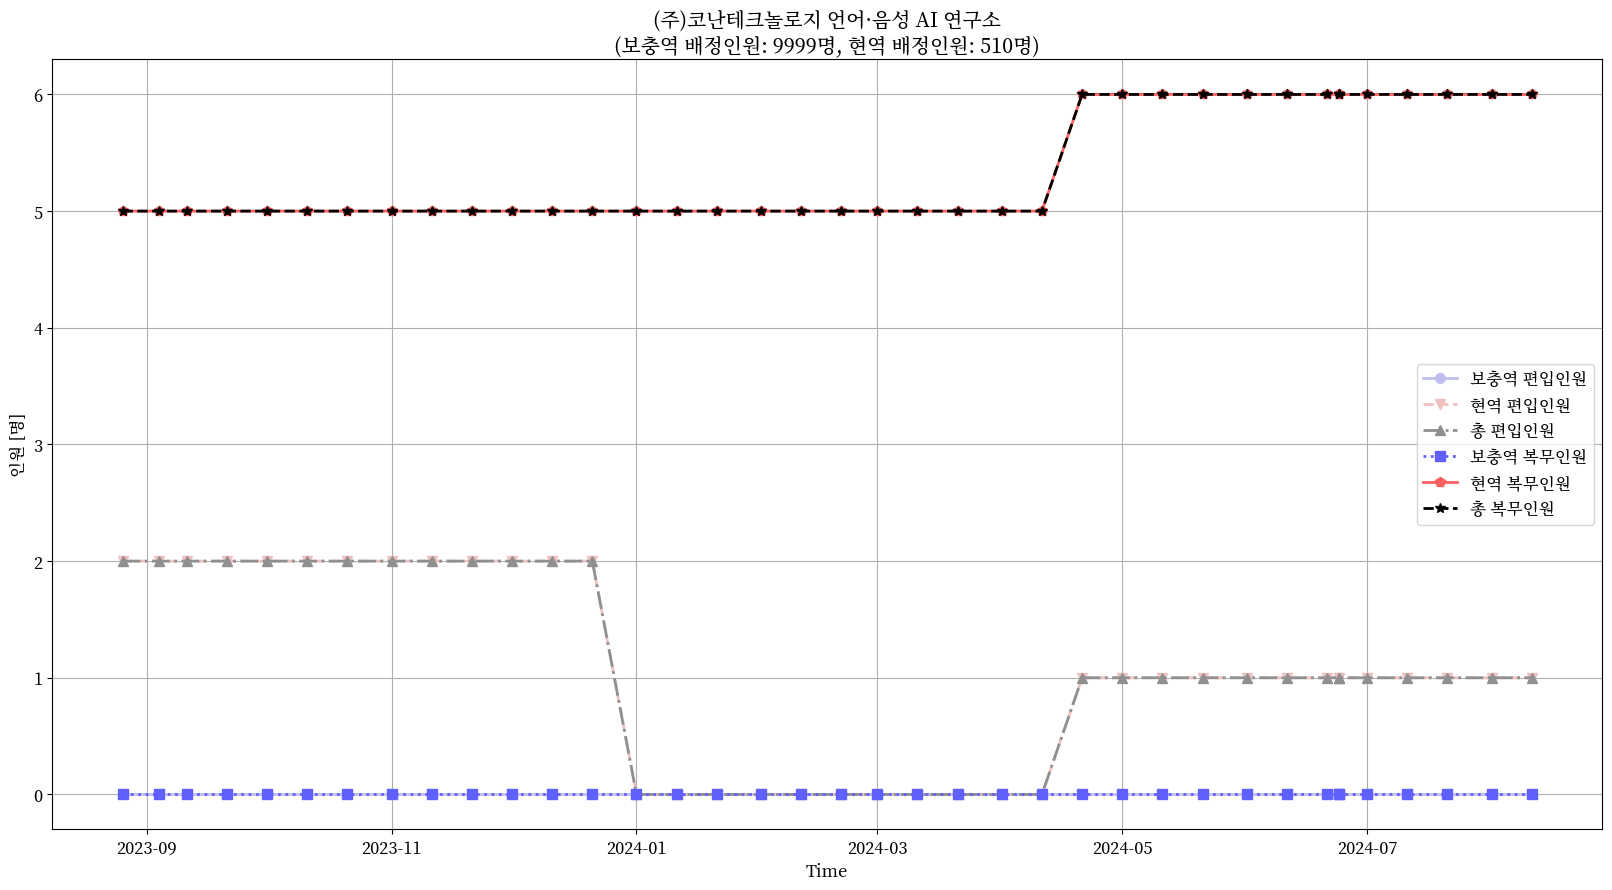 (주)코난테크놀로지 언어·음성 AI 연구소
(보충역 배정인원: 9999명, 현역 배정인원: 510명)
6
5
4
3
2
1
0
인원 [명]
보충역 편입인원
현역 편입인원
총 편입인원
보충역 복무인원
현역 복무인원
총 복무인원
2023-09
2023-11
2024-01
2024-03
2024-05
2024-07
Time